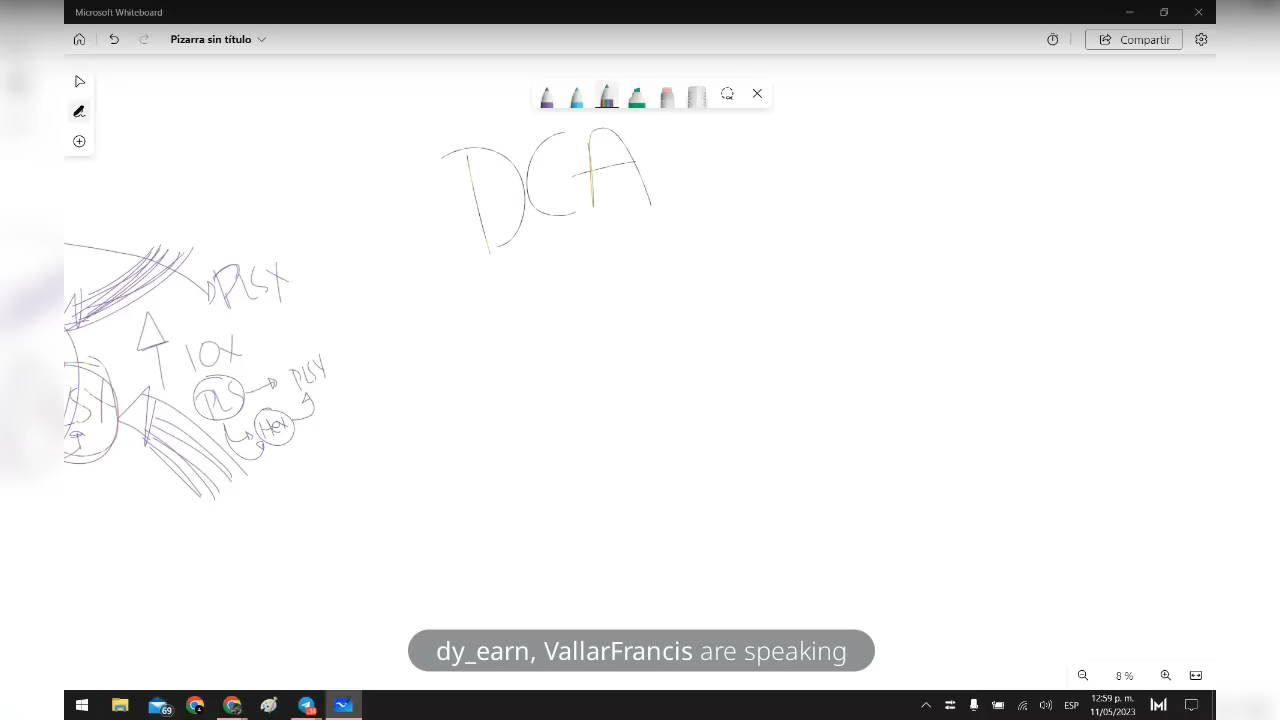 Microsoft Whiteboard
Pizarra sin título
Compartir
DCA
PLSX
10X
PLS
PLSX
Hex
dy_earn, VallarFrancis are speaking
8 %
69
ESP
12:59 p. m.
11/05/2023